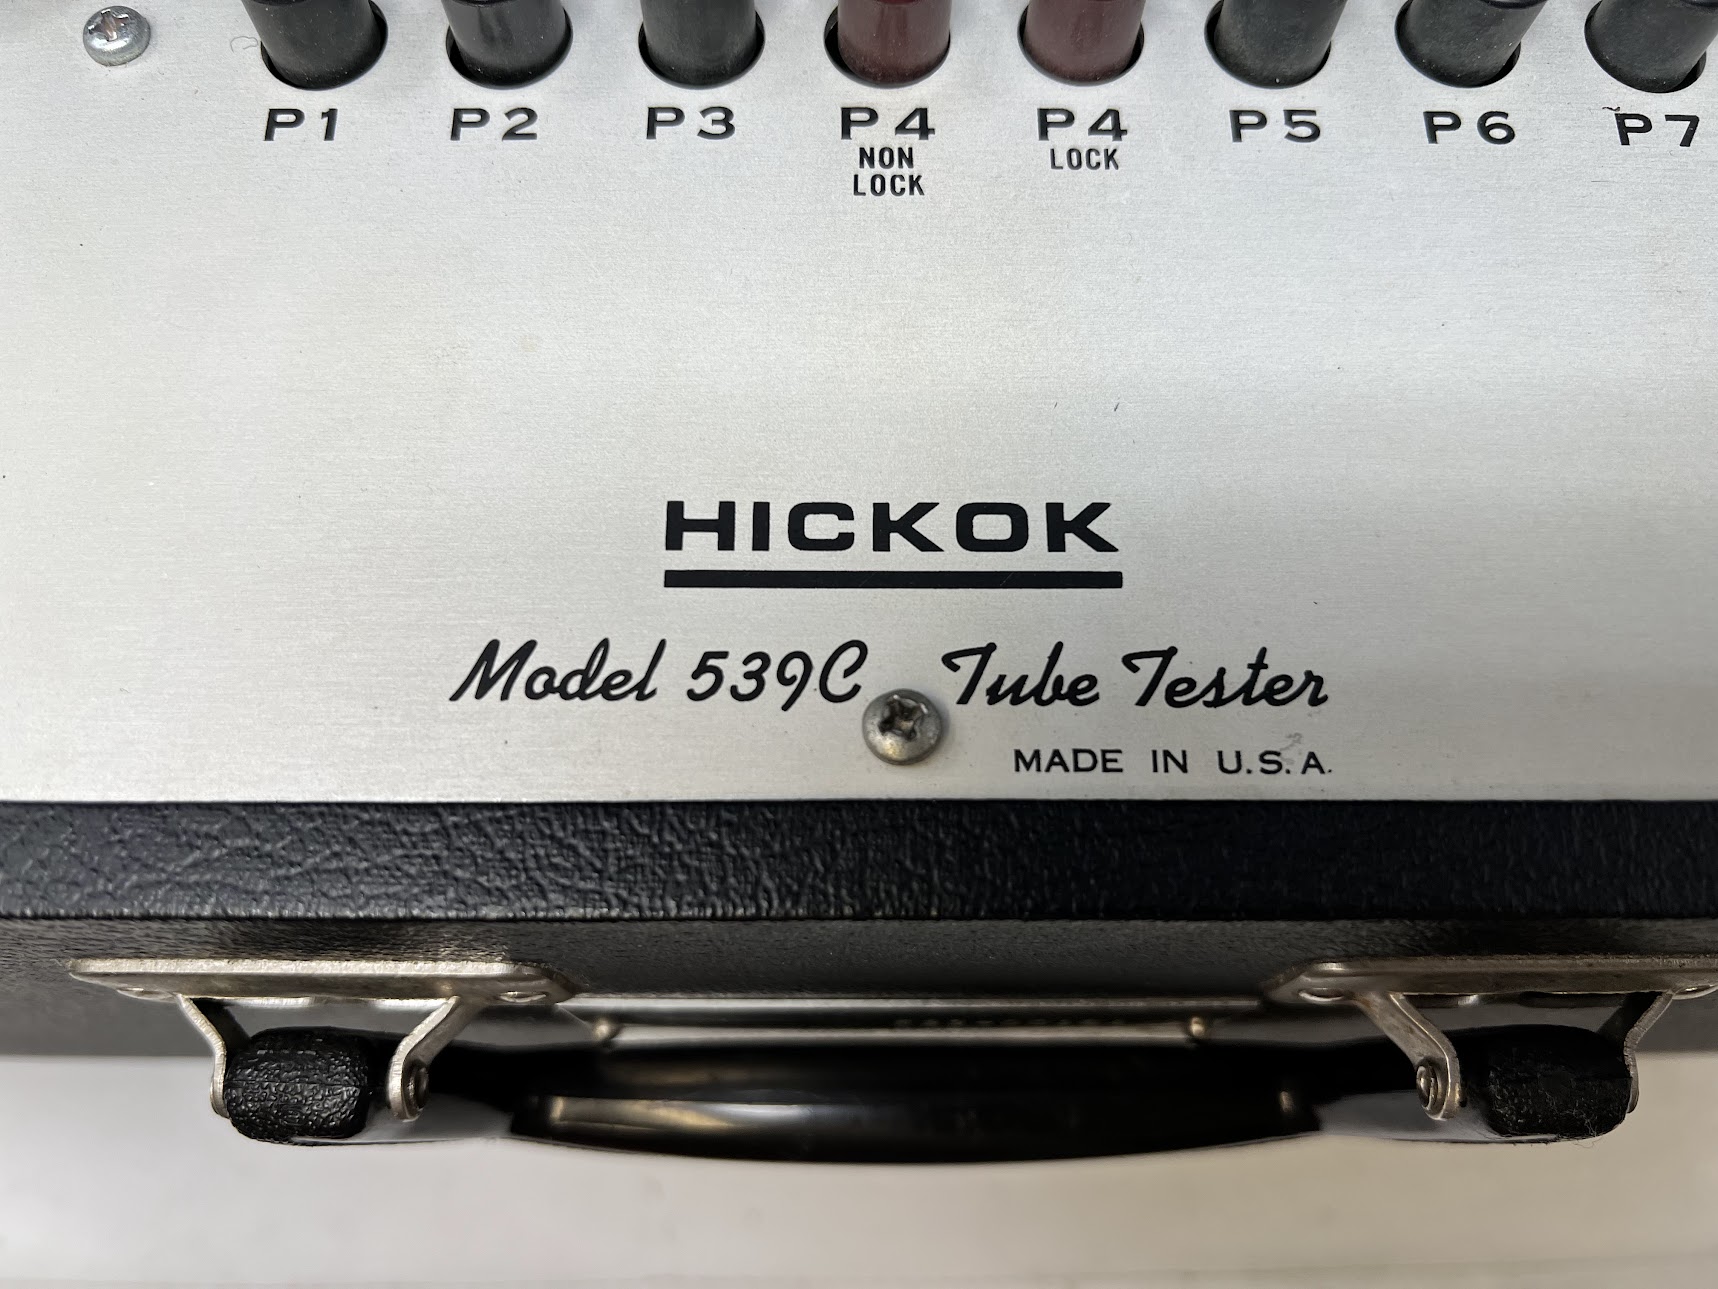 P1 P2 P3 P4 P4 P5 P6 P7
NON LOCK
LOCK
HICKOK
Model 539C Tube Tester
MADE IN U.S.A.